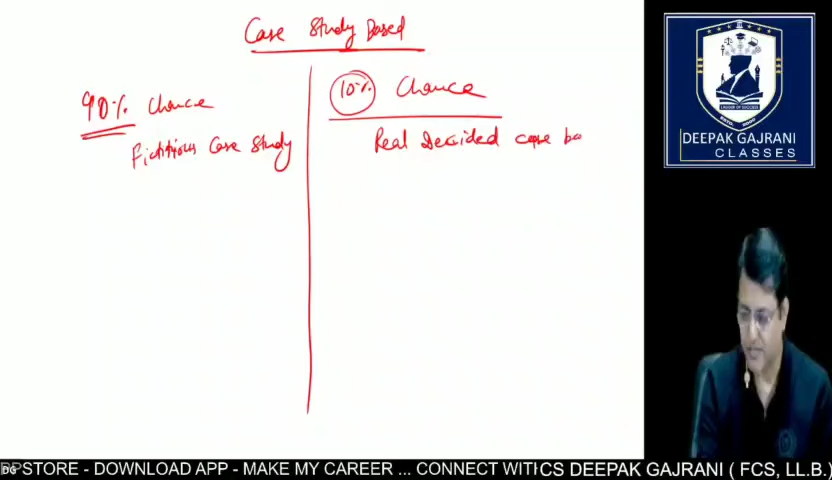 Case Study Based
90% Chance
Fictitious Case Study
10% Chance
Real Decided case ba
DEEPAK GAJRANI
CLASSES
STORE - DOWNLOAD APP - MAKE MY CAREER ... CONNECT WITH CS DEEPAK GAJRANI ( FCS, LL.B.)